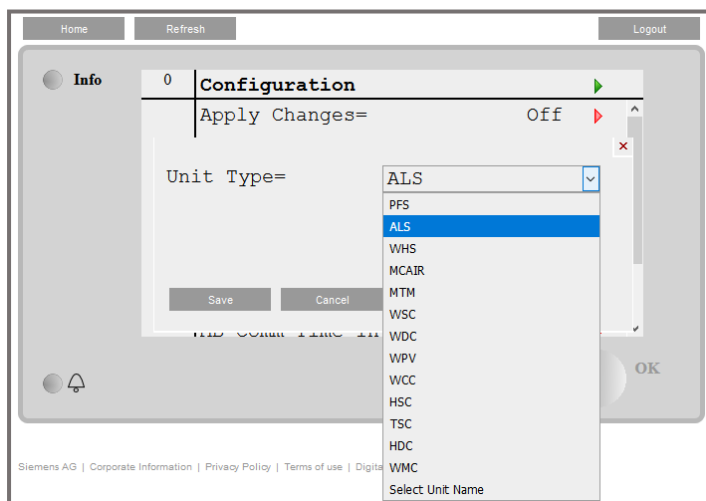 Home Refresh Logout
Info
0 Configuration
Apply Changes= Off
Unit Type= ALS
PFS
ALS
WHS
MCAIR
MTM
WSC
WDC
WPV
WCC
HSC
TSC
HDC
WMC
Select Unit Name
Save Cancel
OK
Siemens AG | Corporate Information | Privacy Policy | Terms of use |